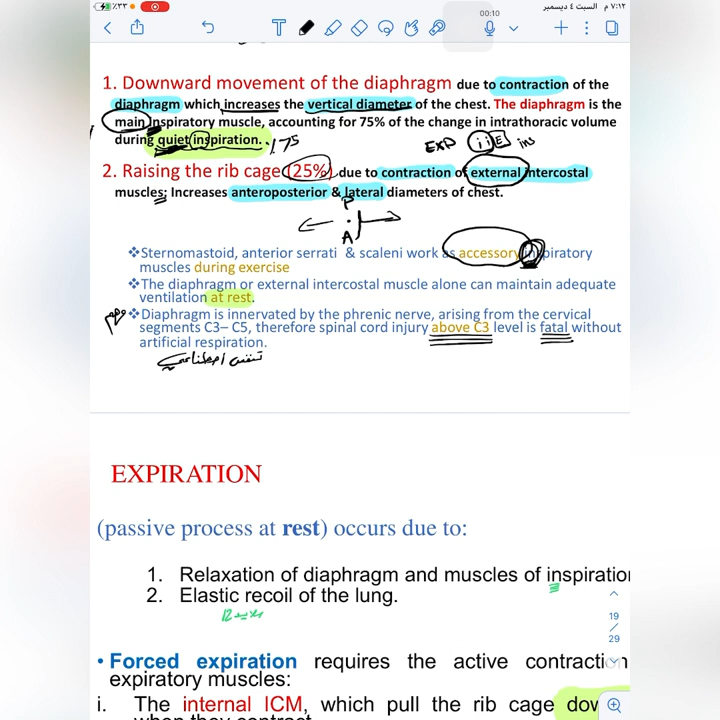 ٪٣٣
00:10
٧:١٢ م السبت ٤ ديسمبر
1. Downward movement of the diaphragm due to contraction of the
diaphragm which increases the vertical diameter of the chest. The diaphragm is the
main Inspiratory muscle, accounting for 75% of the change in intrathoracic volume
during quiet inspiration. ٪75
EXP ii E ins
2. Raising the rib cage (25%) due to contraction of external intercostal
muscles; Increases anteroposterior & lateral diameters of chest.
P
A
❖Sternomastoid, anterior serrati & scaleni work as accessory inspiratory
muscles during exercise
❖The diaphragm or external intercostal muscle alone can maintain adequate
ventilation at rest.
❖Diaphragm is innervated by the phrenic nerve, arising from the cervical
segments C3– C5, therefore spinal cord injury above C3 level is fatal without
artificial respiration.
تنفس اصطناعي
EXPIRATION
(passive process at rest) occurs due to:
1. Relaxation of diaphragm and muscles of inspiratio
2. Elastic recoil of the lung.
19
/
29
• Forced expiration requires the active contraction
expiratory muscles:
i. The internal ICM, which pull the rib cage dow
when they contract